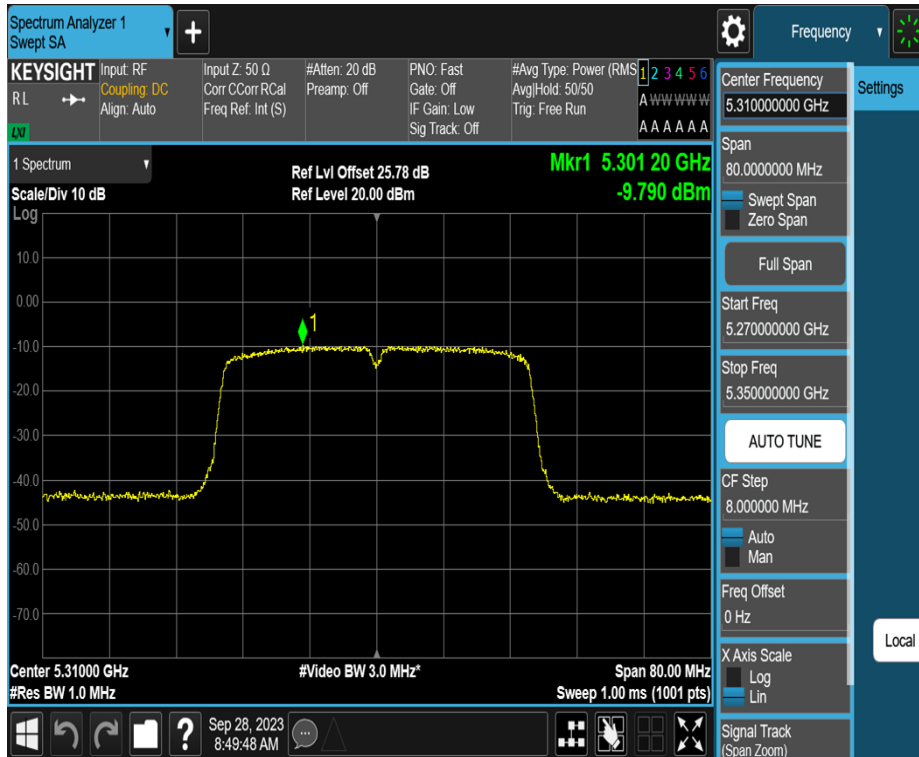 Spectrum Analyzer 1
Swept SA
Frequency
KEYSIGHT
R L
LXI
Input: RF
Coupling: DC
Align: Auto
Input Z: 50 Ω
Corr CCorr RCal
Freq Ref: Int (S)
#Atten: 20 dB
Preamp: Off
PNO: Fast
Gate: Off
IF Gain: Low
Sig Track: Off
#Avg Type: Power (RMS
Avg|Hold: 50/50
Trig: Free Run
1 2 3 4 5 6
A W W W W W
A A A A A A
1 Spectrum
Scale/Div 10 dB
Log
Ref Lvl Offset 25.78 dB
Ref Level 20.00 dBm
Mkr1 5.301 20 GHz
-9.790 dBm
10.0
0.00
1
-10.0
-20.0
-30.0
-40.0
-50.0
-60.0
-70.0
Center 5.31000 GHz
#Res BW 1.0 MHz
#Video BW 3.0 MHz*
Span 80.00 MHz
Sweep 1.00 ms (1001 pts)
?
Sep 28, 2023
8:49:48 AM
Center Frequency
5.310000000 GHz
Span
80.0000000 MHz
Swept Span
Zero Span
Full Span
Start Freq
5.270000000 GHz
Stop Freq
5.350000000 GHz
AUTO TUNE
CF Step
8.000000 MHz
Auto
Man
Freq Offset
0 Hz
X Axis Scale
Log
Lin
Signal Track
(Span Zoom)
Settings
Local